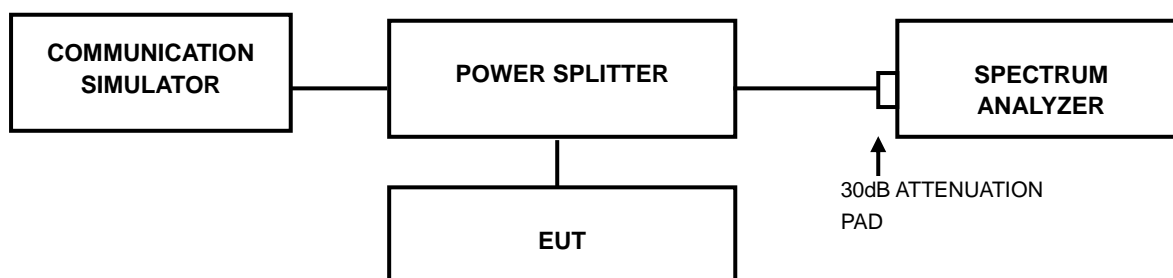 COMMUNICATION
SIMULATOR
POWER SPLITTER
SPECTRUM
ANALYZER
30dB ATTENUATION
PAD
EUT